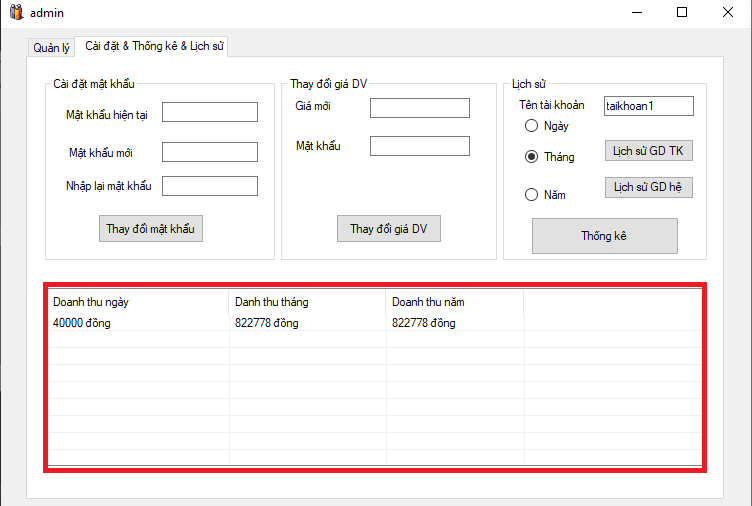 admin
Quản lý
Cài đặt & Thống kê & Lịch sử
Cài đặt mật khẩu
Mật khẩu hiện tại
Mật khẩu mới
Nhập lại mật khẩu
Thay đổi mật khẩu
Thay đổi giá DV
Giá mới
Mật khẩu
Thay đổi giá DV
Lịch sử
Tên tài khoản
taikhoan1
Ngày
Tháng
Năm
Lịch sử GD TK
Lịch sử GD hệ
Thống kê
Doanh thu ngày Danh thu tháng Doanh thu năm
40000 đồng 822778 đồng 822778 đồng